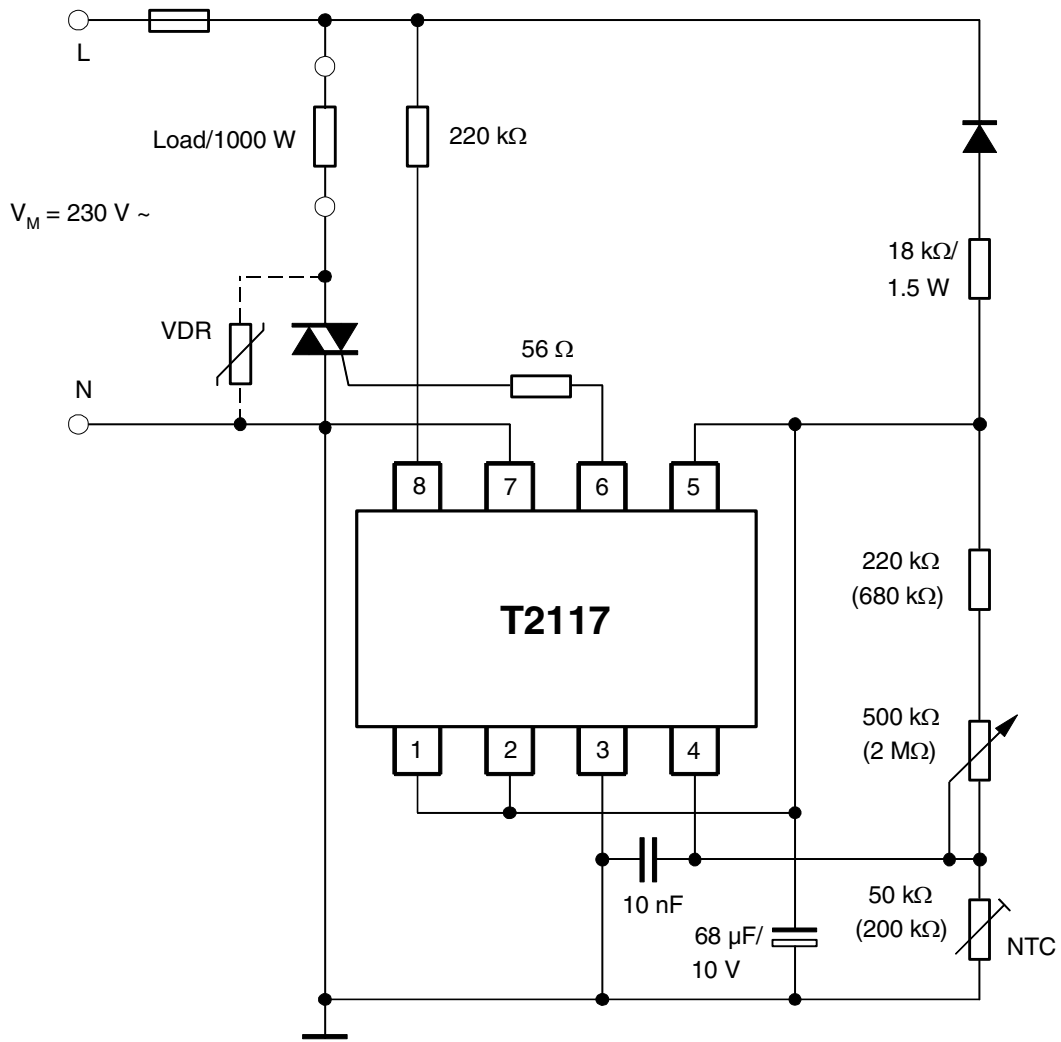 L
Load/1000 W
220 kΩ
V_M = 230 V ~
18 kΩ/
1.5 W
VDR
56 Ω
N
8
7
6
5
220 kΩ
(680 kΩ)
T2117
500 kΩ
(2 MΩ)
1
2
3
4
10 nF
50 kΩ
(200 kΩ)
68 µF/
10 V
NTC